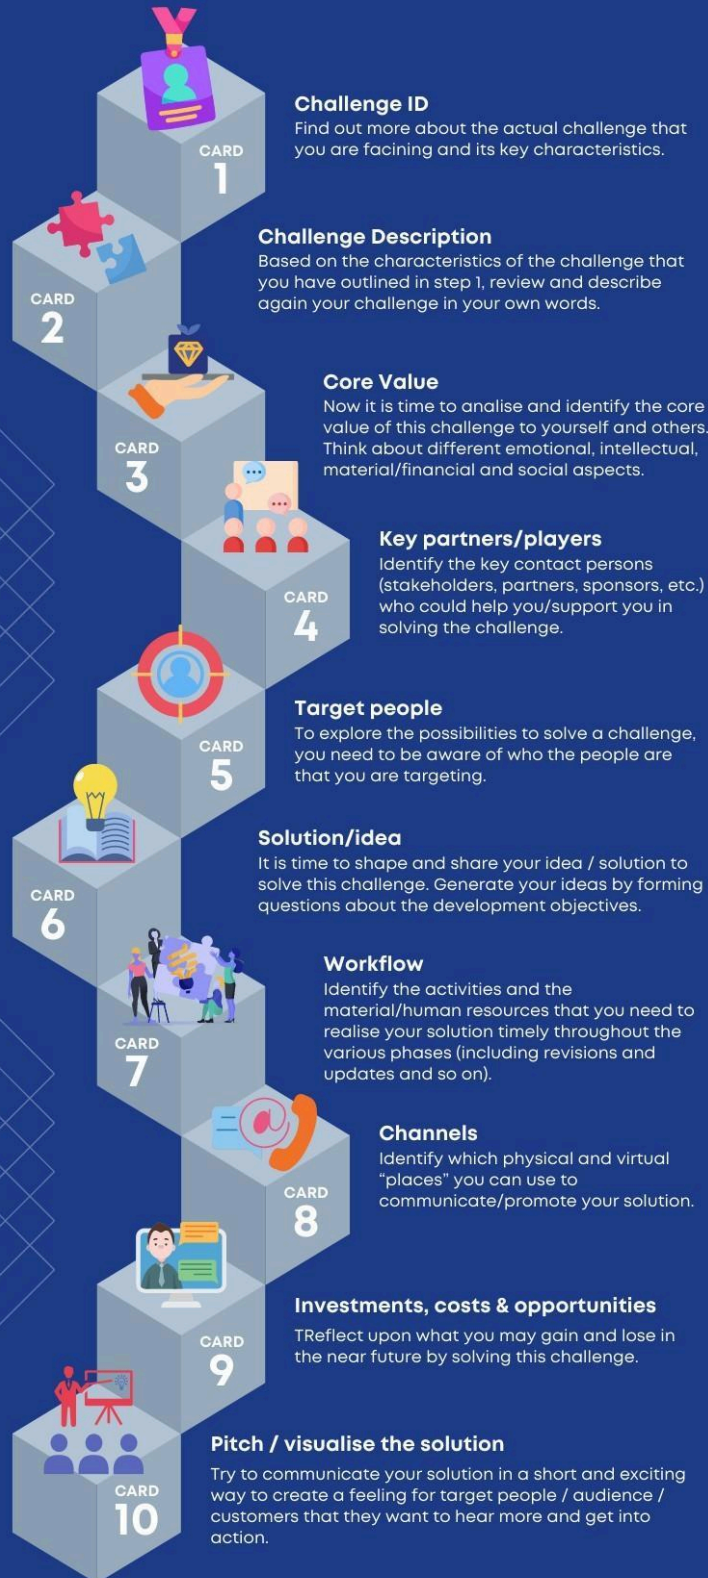 Challenge ID
Find out more about the actual challenge that
you are facining and its key characteristics.
CARD
1
Challenge Description
Based on the characteristics of the challenge that
you have outlined in step 1, review and describe
again your challenge in your own words.
CARD
2
Core Value
Now it is time to analise and identify the core
value of this challenge to yourself and others.
Think about different emotional, intellectual,
material/financial and social aspects.
CARD
3
Key partners/players
Identify the key contact persons
(stakeholders, partners, sponsors, etc.)
who could help you/support you in
solving the challenge.
CARD
4
Target people
To explore the possibilities to solve a challenge,
you need to be aware of who the people are
that you are targeting.
CARD
5
Solution/idea
It is time to shape and share your idea / solution to
solve this challenge. Generate your ideas by forming
questions about the development objectives.
CARD
6
Workflow
Identify the activities and the
material/human resources that you need to
realise your solution timely throughout the
various phases (including revisions and
updates and so on).
CARD
7
Channels
Identify which physical and virtual
“places” you can use to
communicate/promote your solution.
CARD
8
Investments, costs & opportunities
TReflect upon what you may gain and lose in
the near future by solving this challenge.
CARD
9
Pitch / visualise the solution
Try to communicate your solution in a short and exciting
way to create a feeling for target people / audience /
customers that they want to hear more and get into
action.
CARD
10